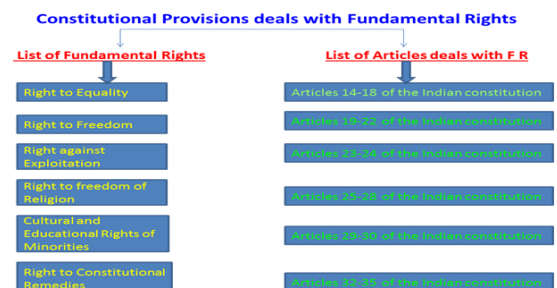 Constitutional Provisions deals with Fundamental Rights
List of Fundamental Rights
List of Articles deals with F R
Right to Equality
Articles 14-18 of the Indian constitution
Right to Freedom
Articles 19-22 of the Indian constitution
Right against
Exploitation
Articles 23-24 of the Indian constitution
Right to freedom of
Religion
Articles 25-28 of the Indian constitution
Cultural and
Educational Rights of
Minorities
Articles 29-30 of the Indian constitution
Right to Constitutional
Remedies
Articles 32-35 of the Indian constitution